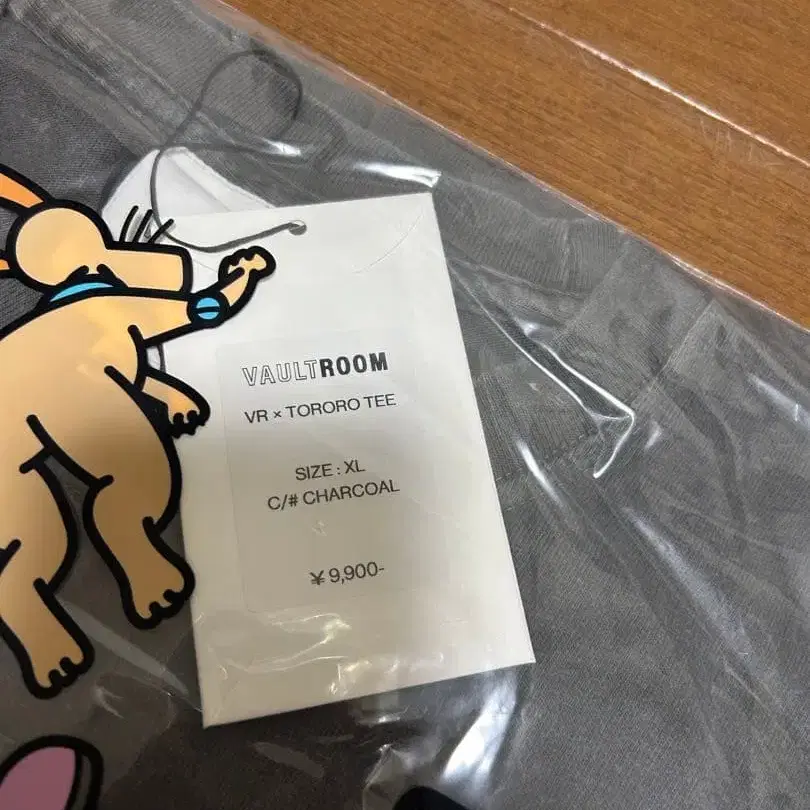 VAULTROOM
VR × TORORO TEE
SIZE : XL
C/# CHARCOAL
¥ 9,900-